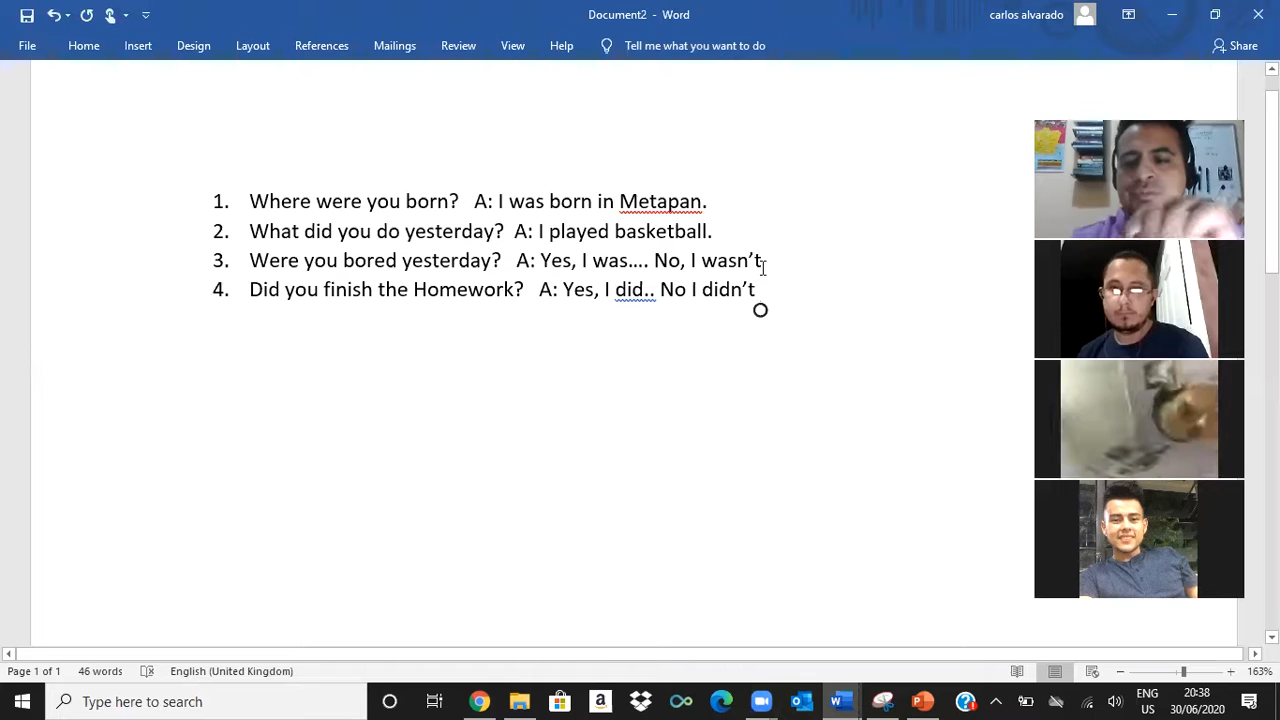 Document2 - Word
carlos alvarado
File Home Insert Design Layout References Mailings Review View Help Tell me what you want to do Share
1. Where were you born? A: I was born in Metapan.
2. What did you do yesterday? A: I played basketball.
3. Were you bored yesterday? A: Yes, I was.... No, I wasn’t
4. Did you finish the Homework? A: Yes, I did.. No I didn’t
Page 1 of 1 46 words English (United Kingdom) 163%
Type here to search
ENG
US
20:38
30/06/2020